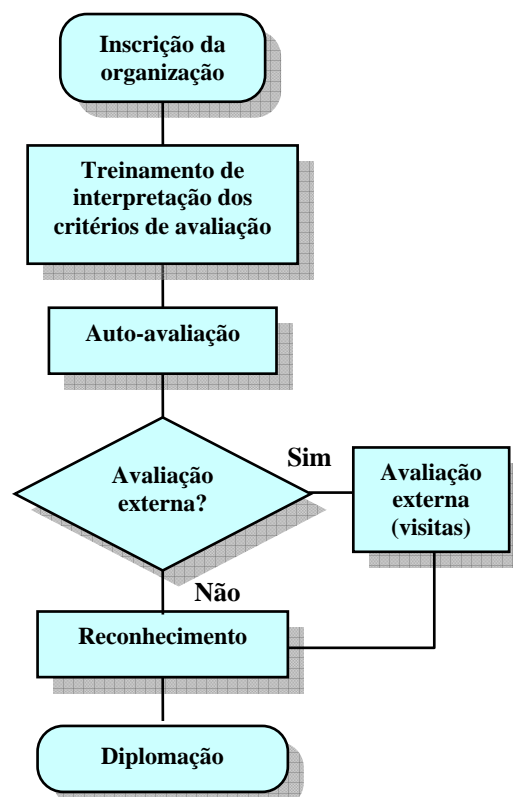 Inscrição da
organização
Treinamento de
interpretação dos
critérios de avaliação
Auto-avaliação
Avaliação
externa?
Sim
Avaliação
externa
(visitas)
Não
Reconhecimento
Diplomação